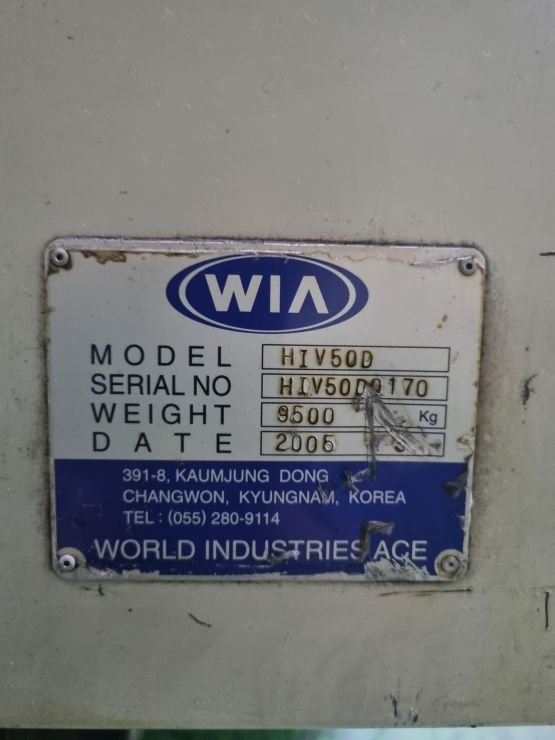 WIA
MODEL HIV50D
SERIAL NO HIV50D0170
WEIGHT 9500 Kg
DATE 2005
391-8, KAUMJUNG DONG
CHANGWON, KYUNGNAM, KOREA
TEL : (055) 280-9114
WORLD INDUSTRIES ACE